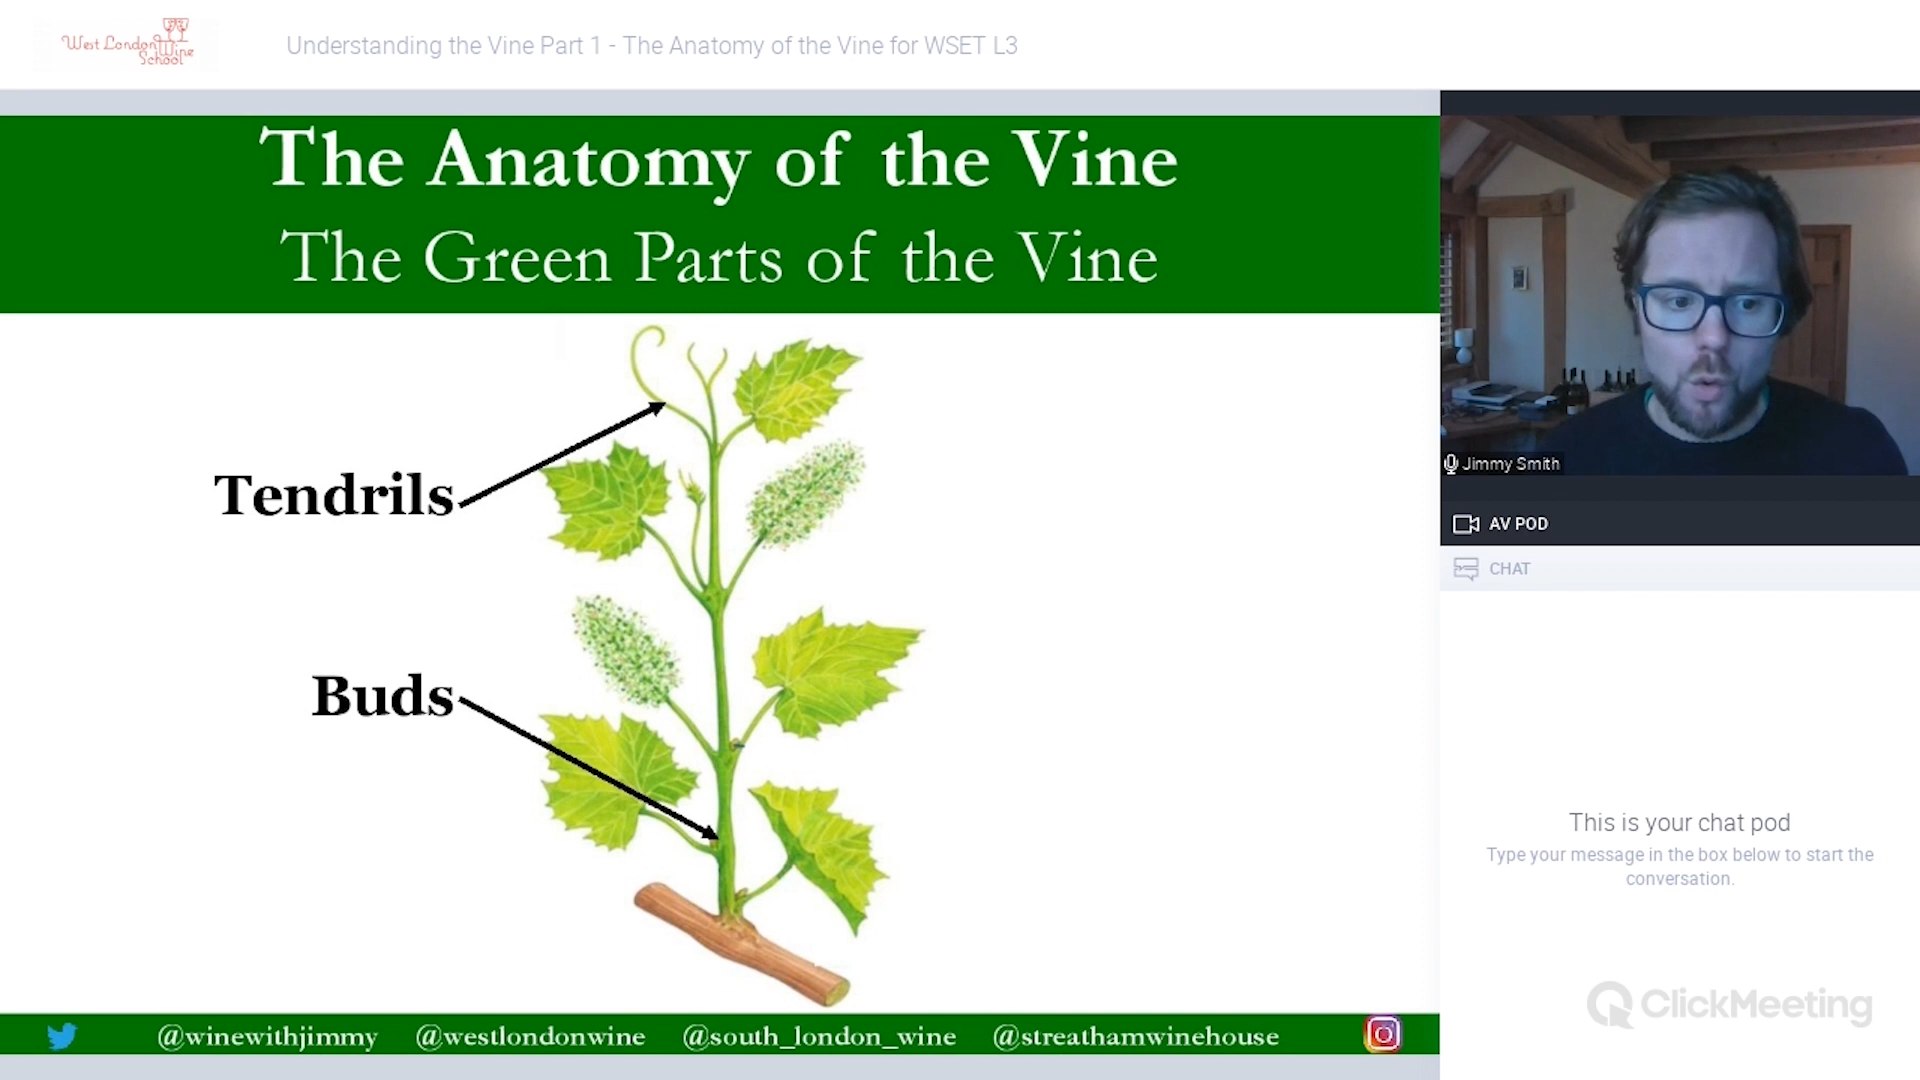 West London Wine School
Understanding the Vine Part 1 - The Anatomy of the Vine for WSET L3
The Anatomy of the Vine
The Green Parts of the Vine
Tendrils
Buds
@winewithjimmy @westlondonwine @south_london_wine @streathamwinehouse
Jimmy Smith
AV POD
CHAT
This is your chat pod
Type your message in the box below to start the
conversation.
ClickMeeting